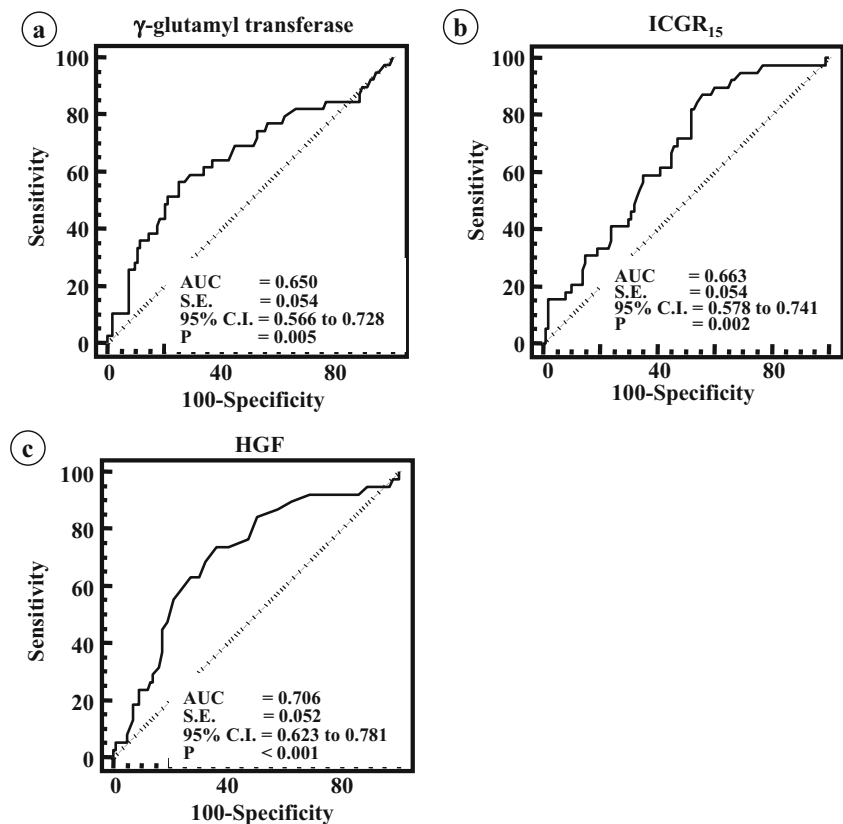 a
γ-glutamyl transferase
100
80
60
40
20
0
Sensitivity
AUC = 0.650
S.E. = 0.054
95% C.I. = 0.566 to 0.728
P = 0.005
0 40 80
100-Specificity
b
ICGR15
100
80
60
40
20
0
Sensitivity
AUC = 0.663
S.E. = 0.054
95% C.I. = 0.578 to 0.741
P = 0.002
0 40 80
100-Specificity
c
HGF
100
80
60
40
20
0
Sensitivity
AUC = 0.706
S.E. = 0.052
95% C.I. = 0.623 to 0.781
P < 0.001
0 40 80
100-Specificity